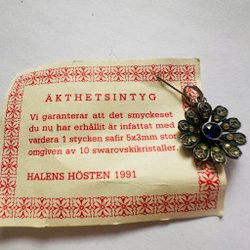 ÄKTHETSINTYG
Vi garanterar att det smyckeset
du nu har erhållit är infattat med
vardera 1 stycken safir 5x3mm stor
omgiven av 10 swarovskikristaller.
HALENS HÖSTEN 1991